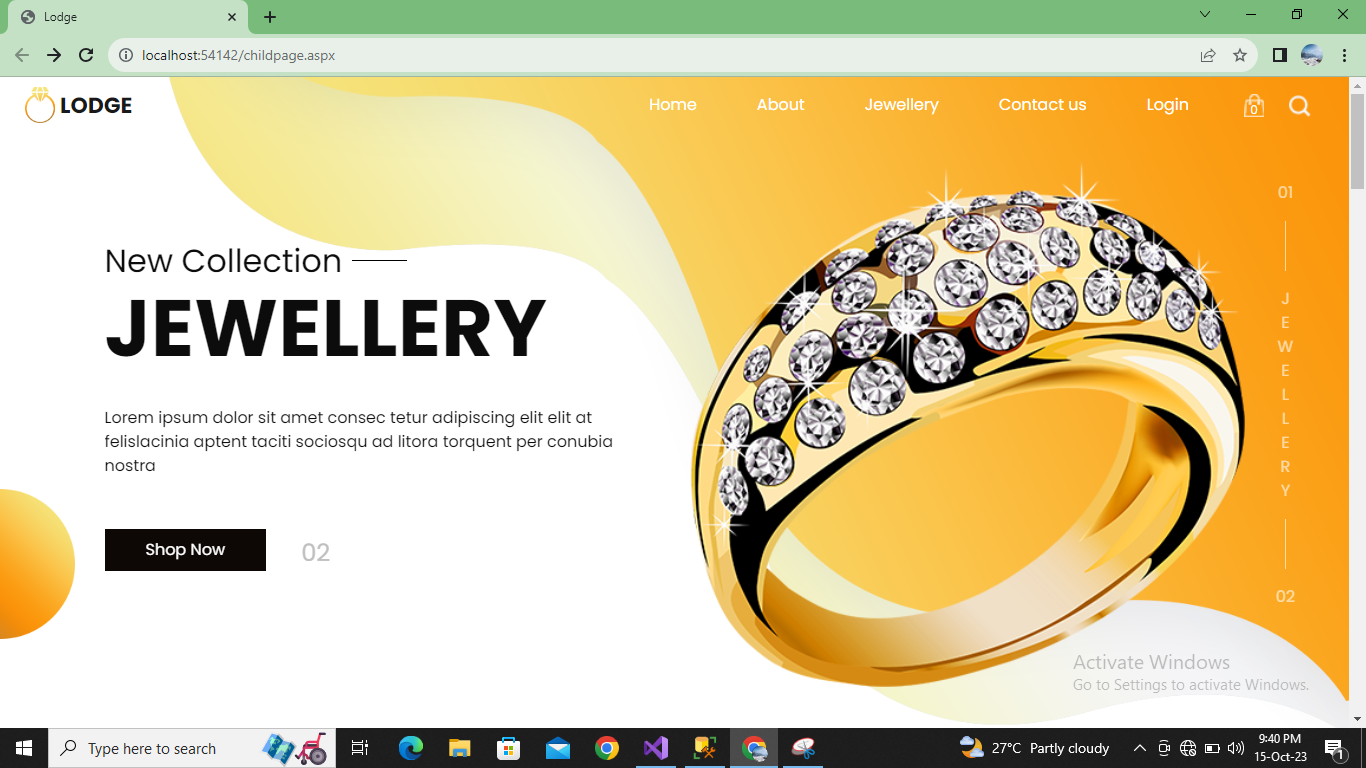 Lodge
localhost:54142/childpage.aspx
LODGE
Home
About
Jewellery
Contact us
Login
0
New Collection
JEWELLERY
Lorem ipsum dolor sit amet consec tetur adipiscing elit elit at
felislacinia aptent taciti sociosqu ad litora torquent per conubia
nostra
Shop Now
02
01
J
E
W
E
L
L
E
R
Y
02
Activate Windows
Go to Settings to activate Windows.
Type here to search
27°C Partly cloudy
9:40 PM
15-Oct-23
1